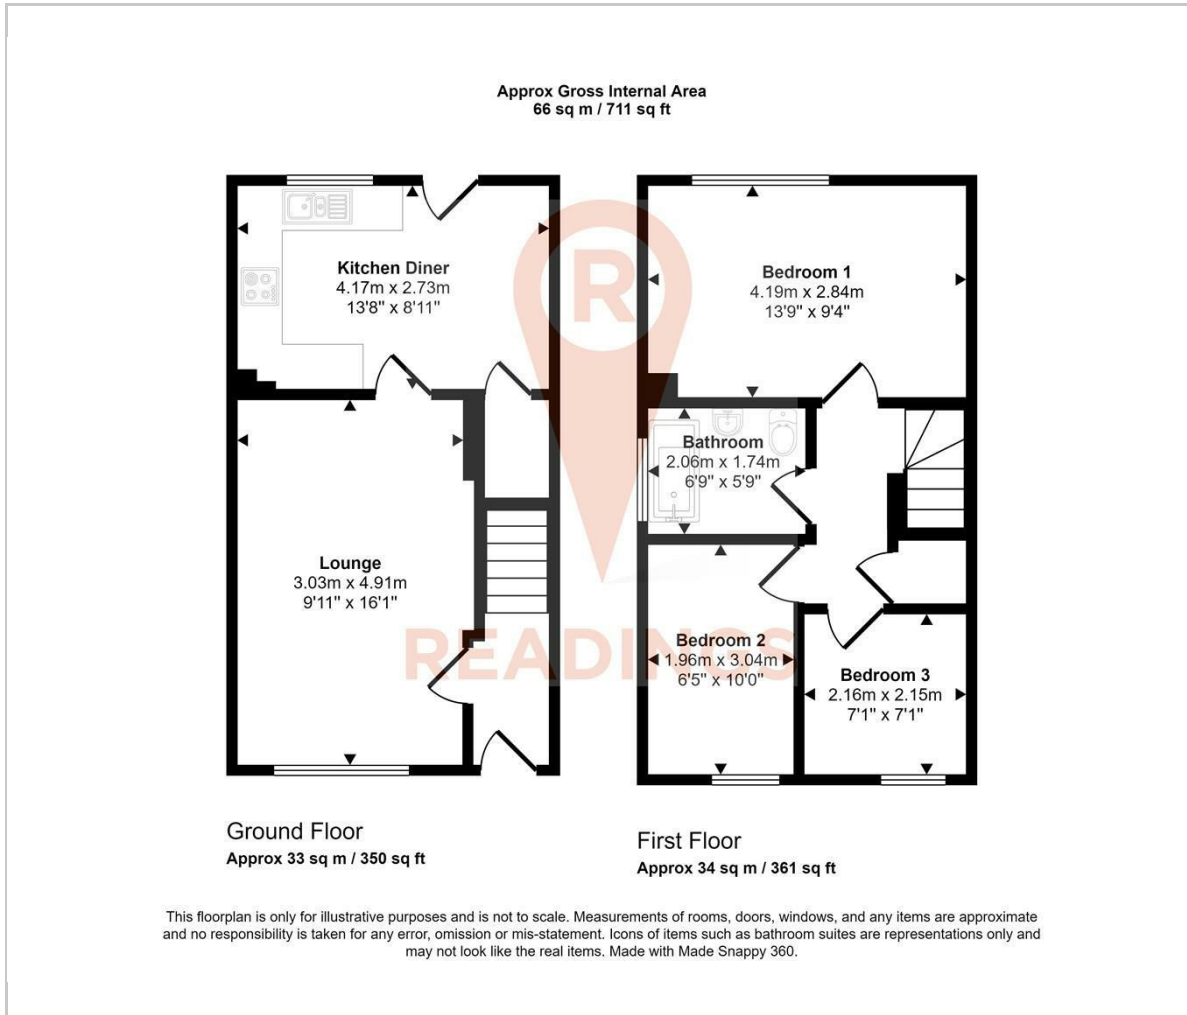 Approx Gross Internal Area
66 sq m / 711 sq ft
Kitchen Diner
4.17m x 2.73m
13'8" x 8'11"
Lounge
3.03m x 4.91m
9'11" x 16'1"
Ground Floor
Approx 33 sq m / 350 sq ft
Bedroom 1
4.19m x 2.84m
13'9" x 9'4"
Bathroom
2.06m x 1.74m
6'9" x 5'9"
Bedroom 2
1.96m x 3.04m
6'5" x 10'0"
Bedroom 3
2.16m x 2.15m
7'1" x 7'1"
First Floor
Approx 34 sq m / 361 sq ft
R
READINGS
This floorplan is only for illustrative purposes and is not to scale. Measurements of rooms, doors, windows, and any items are approximate
and no responsibility is taken for any error, omission or mis-statement. Icons of items such as bathroom suites are representations only and
may not look like the real items. Made with Made Snappy 360.